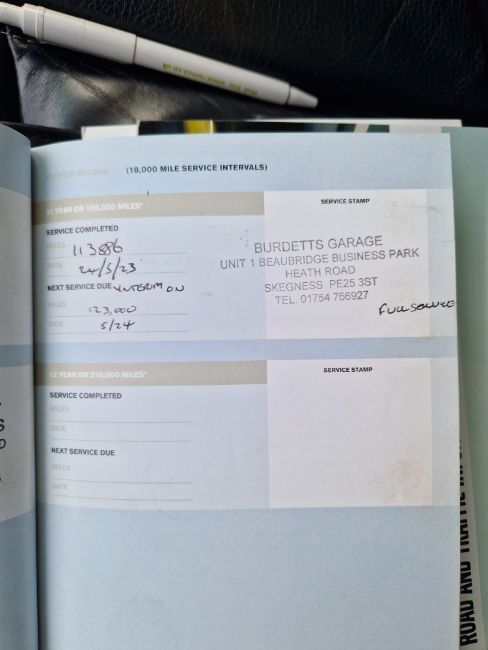 SERVICE RECORD (18,000 MILE SERVICE INTERVALS)
11 YEAR OR 198,000 MILES*
SERVICE STAMP
SERVICE COMPLETED
MILES 113886
DATE 24/5/23
NEXT SERVICE DUE INTERIM ON
MILES 123,000
DATE 5/24
BURDETTS GARAGE
UNIT 1 BEAUBRIDGE BUSINESS PARK
HEATH ROAD
SKEGNESS PE25 3ST
TEL. 01754 766927
FULL SERVICE
12 YEAR OR 216,000 MILES*
SERVICE STAMP
SERVICE COMPLETED
MILES
DATE
NEXT SERVICE DUE
MILES
DATE
ROAD AND TRAFFIC